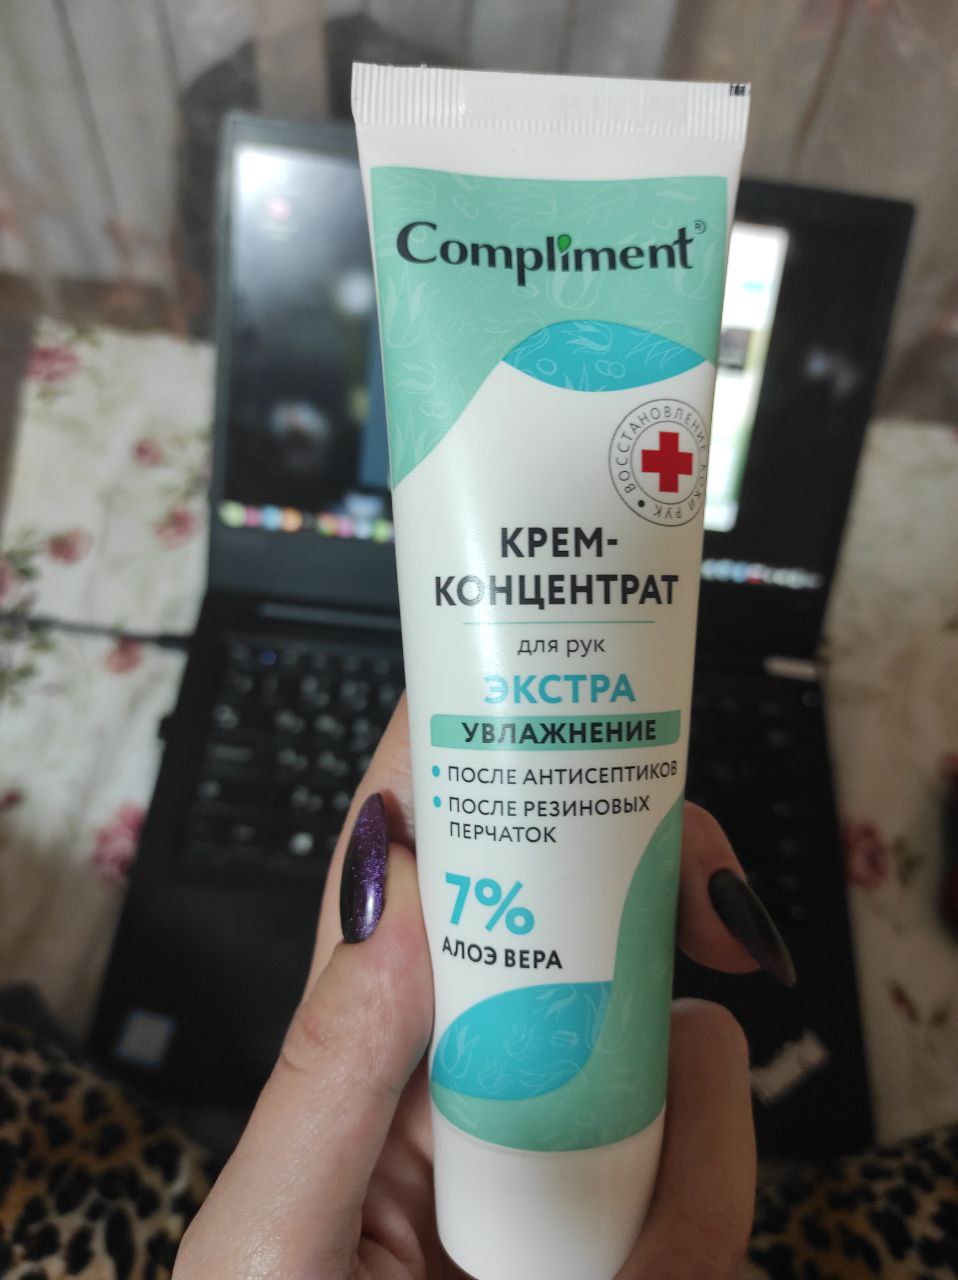 Compliment®
ВОССТАНОВЛЕНИЕ КОЖИ РУК
КРЕМ-
КОНЦЕНТРАТ
для рук
ЭКСТРА
УВЛАЖНЕНИЕ
• ПОСЛЕ АНТИСЕПТИКОВ
• ПОСЛЕ РЕЗИНОВЫХ
ПЕРЧАТОК
7%
АЛОЭ ВЕРА